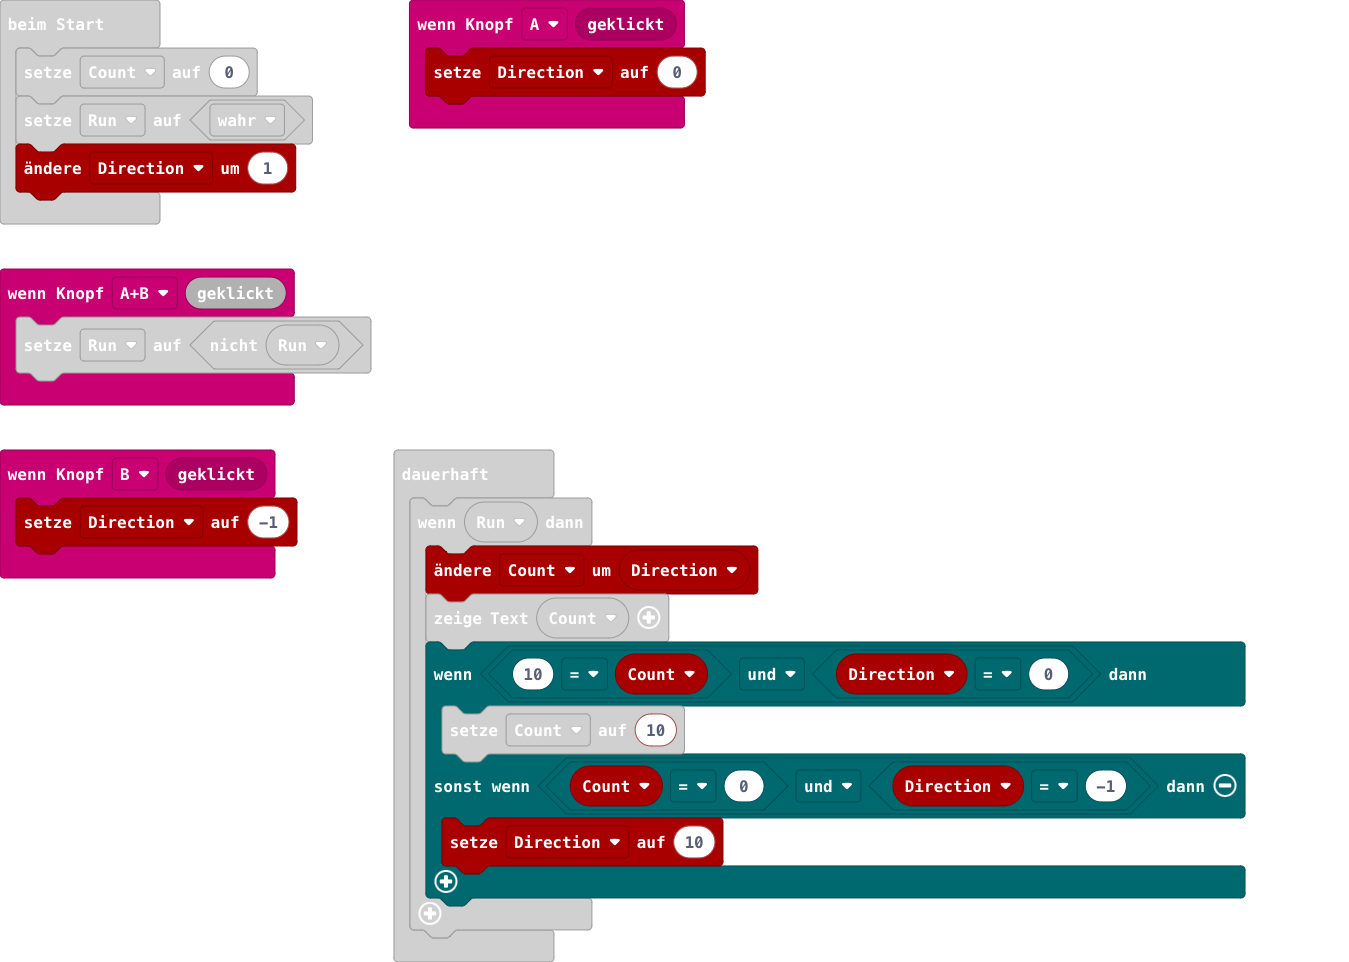 beim Start
setze Count auf 0
setze Run auf wahr
ändere Direction um 1
wenn Knopf A geklickt
setze Direction auf 0
wenn Knopf A+B geklickt
setze Run auf nicht Run
wenn Knopf B geklickt
setze Direction auf -1
dauerhaft
wenn Run dann
ändere Count um Direction
zeige Text Count
wenn 10 = Count und Direction = 0 dann
setze Count auf 10
sonst wenn Count = 0 und Direction = -1 dann
setze Direction auf 10